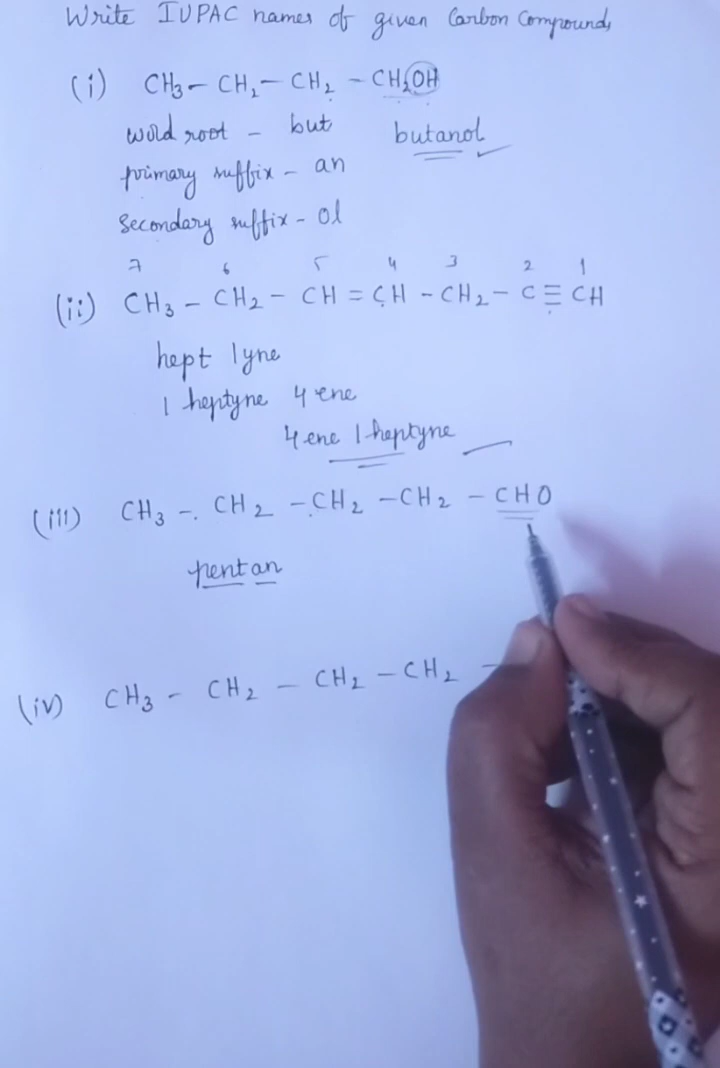 Write IUPAC names of given Carbon Compounds
(i) CH₃ – CH₂ – CH₂ – CH₂OH
word root – but butanol
primary suffix – an
secondary suffix – ol
7 6 5 4 3 2 1
(ii) CH₃ – CH₂ – CH = CH – CH₂ – C ≡ CH
hept 1yne
1 heptyne 4 ene
4 ene 1 heptyne
(iii) CH₃ – CH₂ – CH₂ – CH₂ – CHO
pentan
(iv) CH₃ – CH₂ – CH₂ – CH₂ –